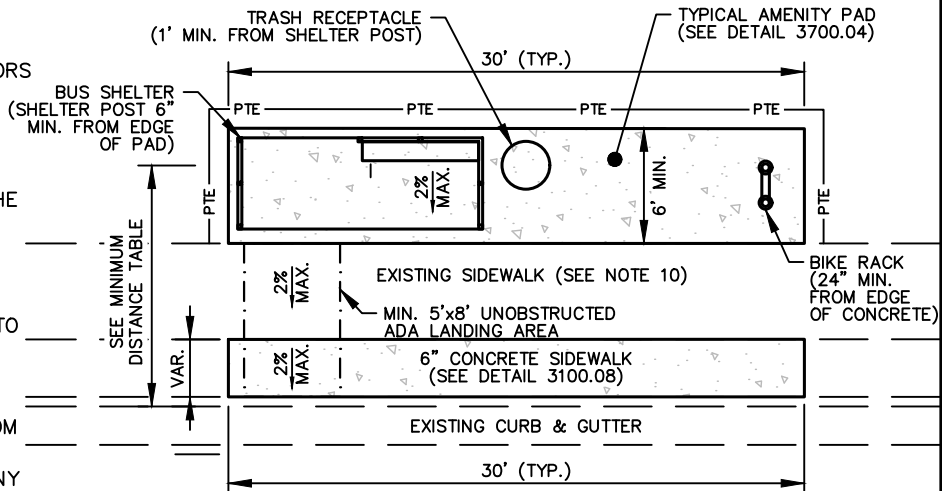 TRASH RECEPTACLE
(1' MIN. FROM SHELTER POST)
TYPICAL AMENITY PAD
(SEE DETAIL 3700.04)
30' (TYP.)
ORS
BUS SHELTER
(SHELTER POST 6"
MIN. FROM EDGE
OF PAD)
PTE
PTE
PTE
PTE
PTE
PTE
2%
MAX.
6' MIN.
HE
SEE MINIMUM
DISTANCE TABLE
2%
MAX.
EXISTING SIDEWALK (SEE NOTE 10)
BIKE RACK
(24" MIN.
FROM EDGE
OF CONCRETE)
MIN. 5'x8' UNOBSTRUCTED
ADA LANDING AREA
TO
VAR.
2%
MAX.
6" CONCRETE SIDEWALK
(SEE DETAIL 3100.08)
OM
EXISTING CURB & GUTTER
NY
30' (TYP.)